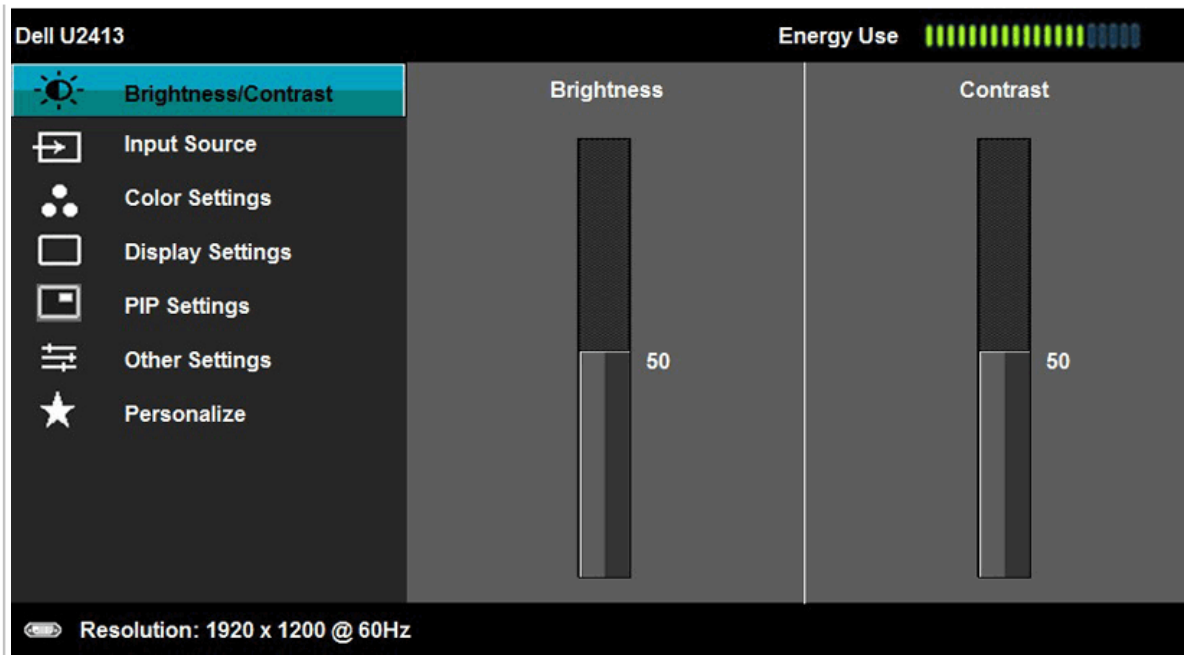 Dell U2413 Energy Use
Brightness/Contrast
Input Source
Color Settings
Display Settings
PIP Settings
Other Settings
Personalize
Brightness
50
Contrast
50
Resolution: 1920 x 1200 @ 60Hz